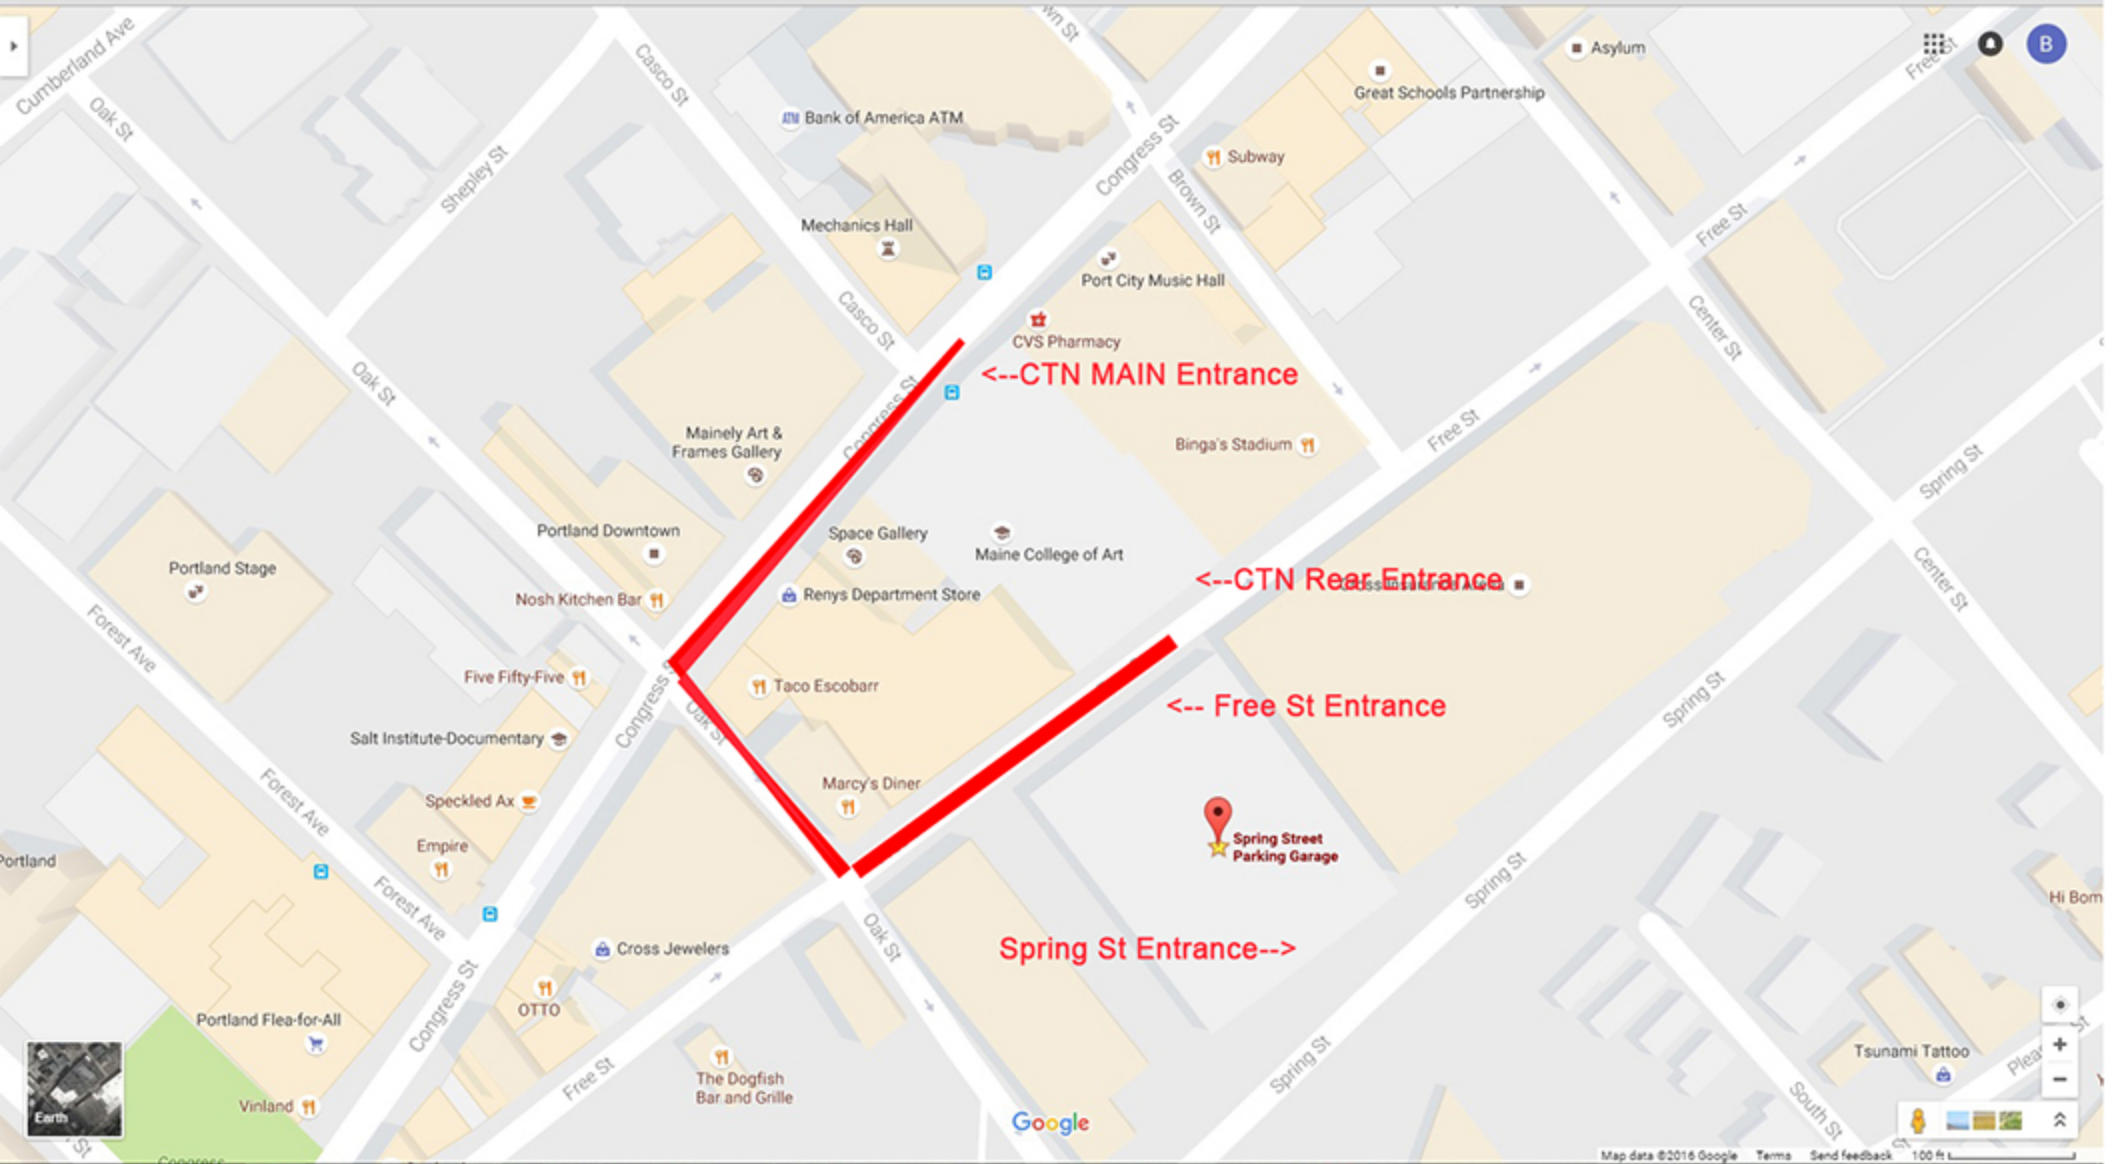 Cumberland Ave
Oak St
Casco St
wn St
Asylum
Free St
B
Great Schools Partnership
Bank of America ATM
Congress St
Subway
Shepley St
Brown St
Free St
Mechanics Hall
Port City Music Hall
Casco St
CVS Pharmacy
Center St
<--CTN MAIN Entrance
Oak St
Congress St
Mainely Art &
Frames Gallery
Binga's Stadium
Free St
Spring St
Portland Downtown
Space Gallery
Maine College of Art
Portland Stage
<--CTN Rear Entrance
Center St
Nosh Kitchen Bar
Renys Department Store
Forest Ave
Five Fifty-Five
Taco Escobarr
Congress
Oak St
<-- Free St Entrance
Spring St
Salt Institute-Documentary
Marcy's Diner
Forest Ave
Speckled Ax
Spring Street
Parking Garage
Empire
Portland
Spring St
Forest Ave
Hi Bom
Oak St
Cross Jewelers
Spring St Entrance-->
OTTO
Congress St
Portland Flea-for-All
Free St
Spring St
Tsunami Tattoo
Plea
St
The Dogfish
Bar and Grille
Vinland
Earth
South St
Google
St
Congress
Map data ©2016 Google Terms Send feedback 100 ft